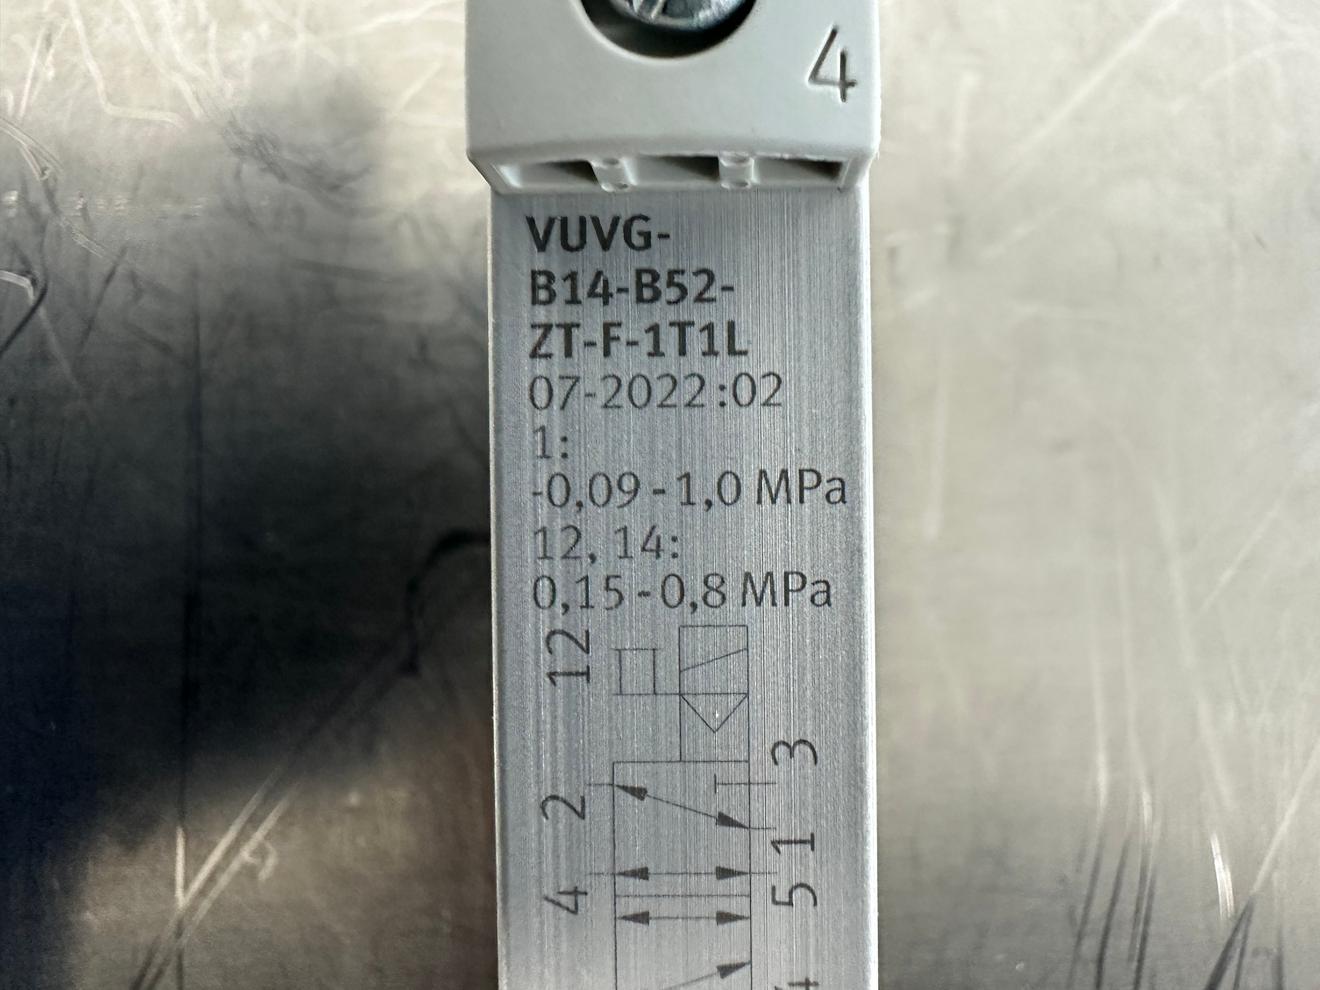 4
VUVG-
B14-B52-
ZT-F-1T1L
07-2022:02
1:
-0,09-1,0 MPa
12, 14:
0,15-0,8 MPa
12
3
2
1
4
5